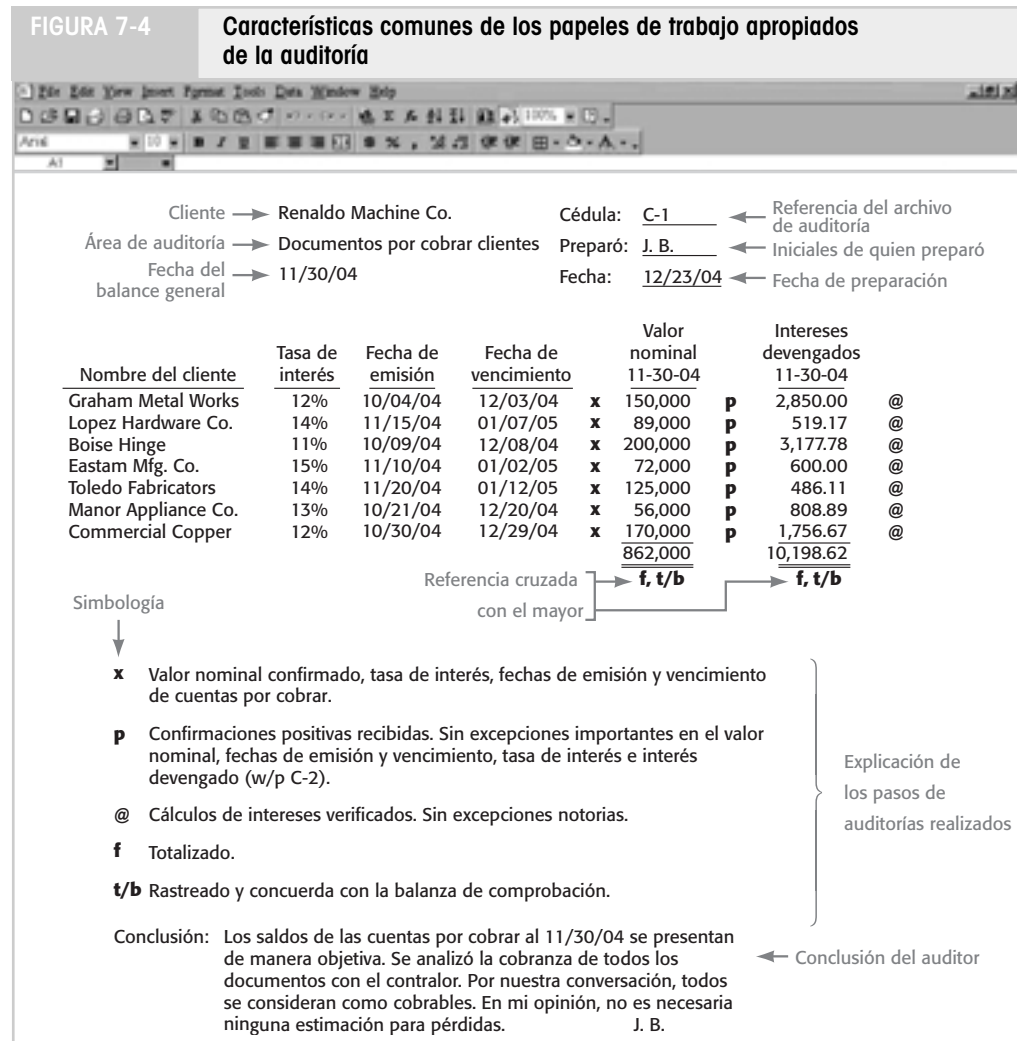 FIGURA 7-4
Características comunes de los papeles de trabajo apropiados
de la auditoría
File Edit View Insert Format Tools Data Window Help
100%
Arial 10
A1
Cliente Renaldo Machine Co. Cédula: C-1 Referencia del archivo
de auditoría
Área de auditoría Documentos por cobrar clientes Preparó: J. B. Iniciales de quien preparó
Fecha del
balance general 11/30/04 Fecha: 12/23/04 Fecha de preparación
Valor Intereses
Tasa de Fecha de Fecha de nominal devengados
Nombre del cliente interés emisión vencimiento 11-30-04 11-30-04
Graham Metal Works 12% 10/04/04 12/03/04 x 150,000 p 2,850.00 @
Lopez Hardware Co. 14% 11/15/04 01/07/05 x 89,000 p 519.17 @
Boise Hinge 11% 10/09/04 12/08/04 x 200,000 p 3,177.78 @
Eastam Mfg. Co. 15% 11/10/04 01/02/05 x 72,000 p 600.00 @
Toledo Fabricators 14% 11/20/04 01/12/05 x 125,000 p 486.11 @
Manor Appliance Co. 13% 10/21/04 12/20/04 x 56,000 p 808.89 @
Commercial Copper 12% 10/30/04 12/29/04 x 170,000 p 1,756.67 @
862,000 10,198.62
Referencia cruzada f, t/b f, t/b
con el mayor
Simbología
x Valor nominal confirmado, tasa de interés, fechas de emisión y vencimiento
de cuentas por cobrar.
p Confirmaciones positivas recibidas. Sin excepciones importantes en el valor
nominal, fechas de emisión y vencimiento, tasa de interés e interés
devengado (w/p C-2).
@ Cálculos de intereses verificados. Sin excepciones notorias.
f Totalizado.
t/b Rastreado y concuerda con la balanza de comprobación.
Explicación de
los pasos de
auditorías realizados
Conclusión: Los saldos de las cuentas por cobrar al 11/30/04 se presentan
de manera objetiva. Se analizó la cobranza de todos los
documentos con el contralor. Por nuestra conversación, todos
se consideran como cobrables. En mi opinión, no es necesaria
ninguna estimación para pérdidas. J. B.
Conclusión del auditor